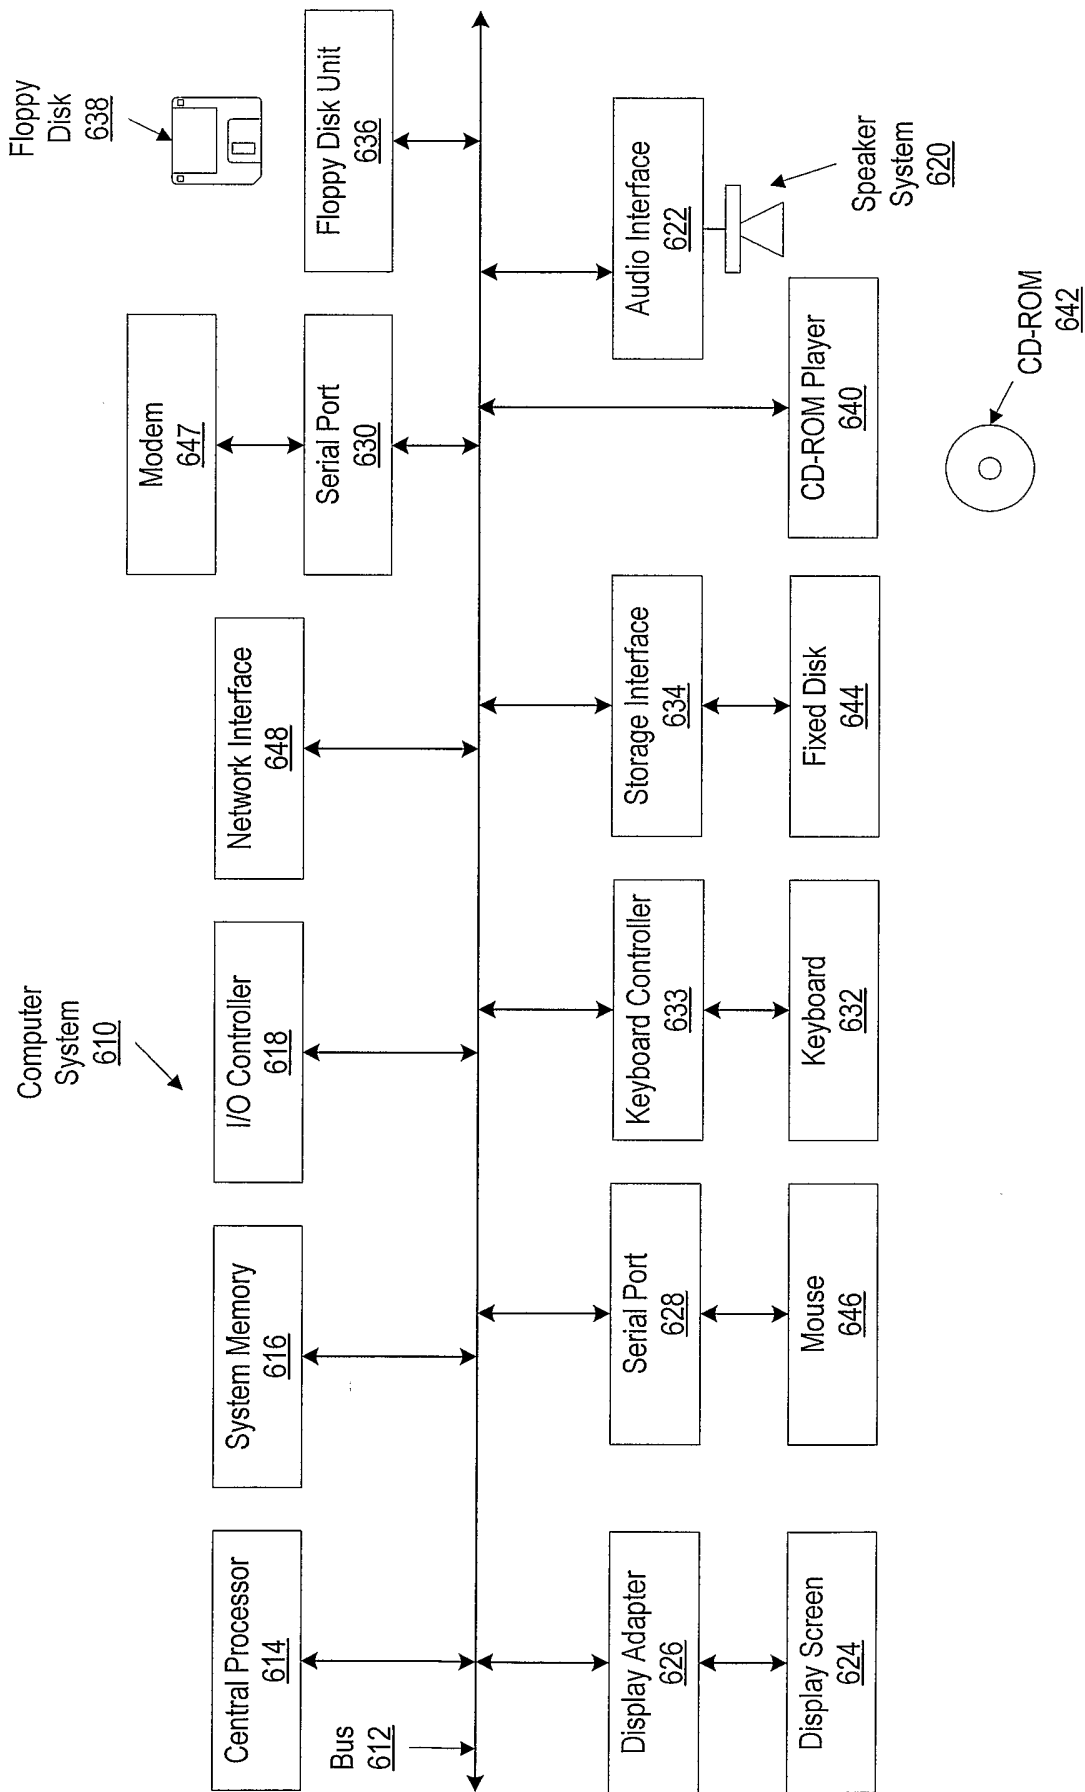 Computer
System
610
Floppy
Disk
638
Modem
647
Central Processor
614
System Memory
616
I/O Controller
618
Network Interface
648
Serial Port
630
Floppy Disk Unit
636
Bus
612
Display Adapter
626
Serial Port
628
Keyboard Controller
633
Storage Interface
634
Audio Interface
622
Display Screen
624
Mouse
646
Keyboard
632
Fixed Disk
644
CD-ROM Player
640
Speaker
System
620
CD-ROM
642